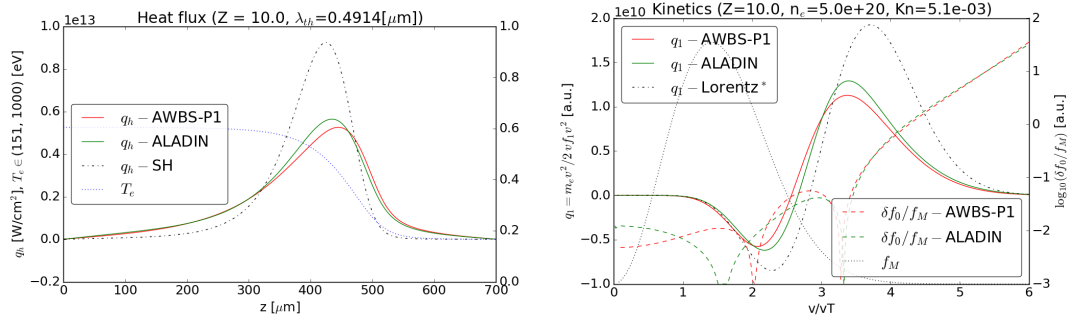 Heat flux (Z = 10.0, λth=0.4914[μm])
1e13
1.0
0.8
0.6
0.4
0.2
0.0
−0.2
qh [W/cm²], Te ∈ (151, 1000) [eV]
qh − AWBS-P1
qh − ALADIN
qh − SH
Te
1.0
0.8
0.6
0.4
0.2
0.0
0 100 200 300 400 500 600 700
z [μm]
Kinetics (Z=10.0, ne=5.0e+20, Kn=5.1e-03)
1e10
2.0
1.5
1.0
0.5
0.0
−0.5
−1.0
q1 = mev²/2 vf1v² [a.u.]
q1 − AWBS-P1
q1 − ALADIN
q1 − Lorentz*
δf0/fM − AWBS-P1
δf0/fM − ALADIN
fM
2
1
0
−1
−2
−3
log10(δf0/fM) [a.u.]
0 1 2 3 4 5 6
v/vT